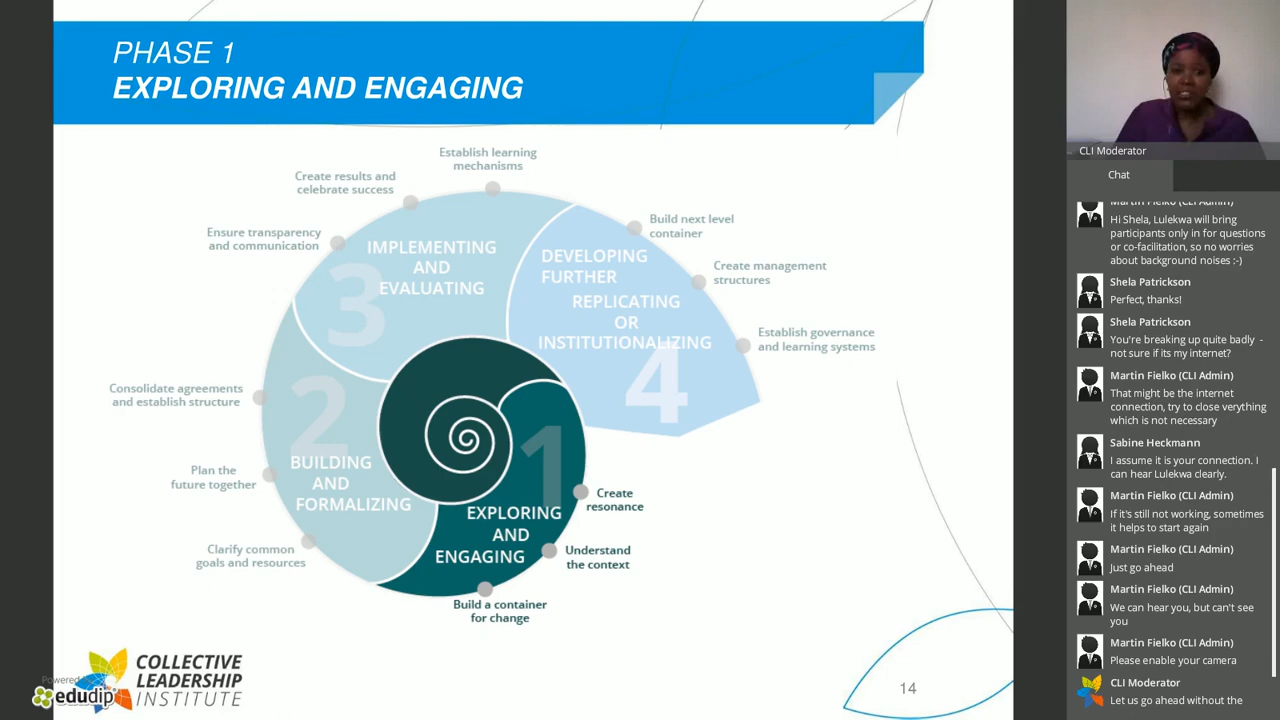 PHASE 1
EXPLORING AND ENGAGING
Establish learning
mechanisms
Create results and
celebrate success
Ensure transparency
and communication
Build next level
container
Create management
structures
Establish governance
and learning systems
IMPLEMENTING
AND
EVALUATING
3
DEVELOPING
FURTHER
REPLICATING
OR
INSTITUTIONALIZING
4
Consolidate agreements
and establish structure
Plan the
future together
Clarify common
goals and resources
2
BUILDING
AND
FORMALIZING
1
EXPLORING
AND
ENGAGING
Create
resonance
Understand
the context
Build a container
for change
COLLECTIVE
LEADERSHIP
INSTITUTE
Powered
edudip
14
CLI Moderator
Chat
Martin Fielko (CLI Admin)
Hi Shela, Lulekwa will bring
participants only in for questions
or co-facilitation, so no worries
about background noises :-)
Shela Patrickson
Perfect, thanks!
Shela Patrickson
You're breaking up quite badly -
not sure if its my internet?
Martin Fielko (CLI Admin)
That might be the internet
connection, try to close verything
which is not necessary
Sabine Heckmann
I assume it is your connection. I
can hear Lulekwa clearly.
Martin Fielko (CLI Admin)
If it's still not working, sometimes
it helps to start again
Martin Fielko (CLI Admin)
Just go ahead
Martin Fielko (CLI Admin)
We can hear you, but can't see
you
Martin Fielko (CLI Admin)
Please enable your camera
CLI Moderator
Let us go ahead without the